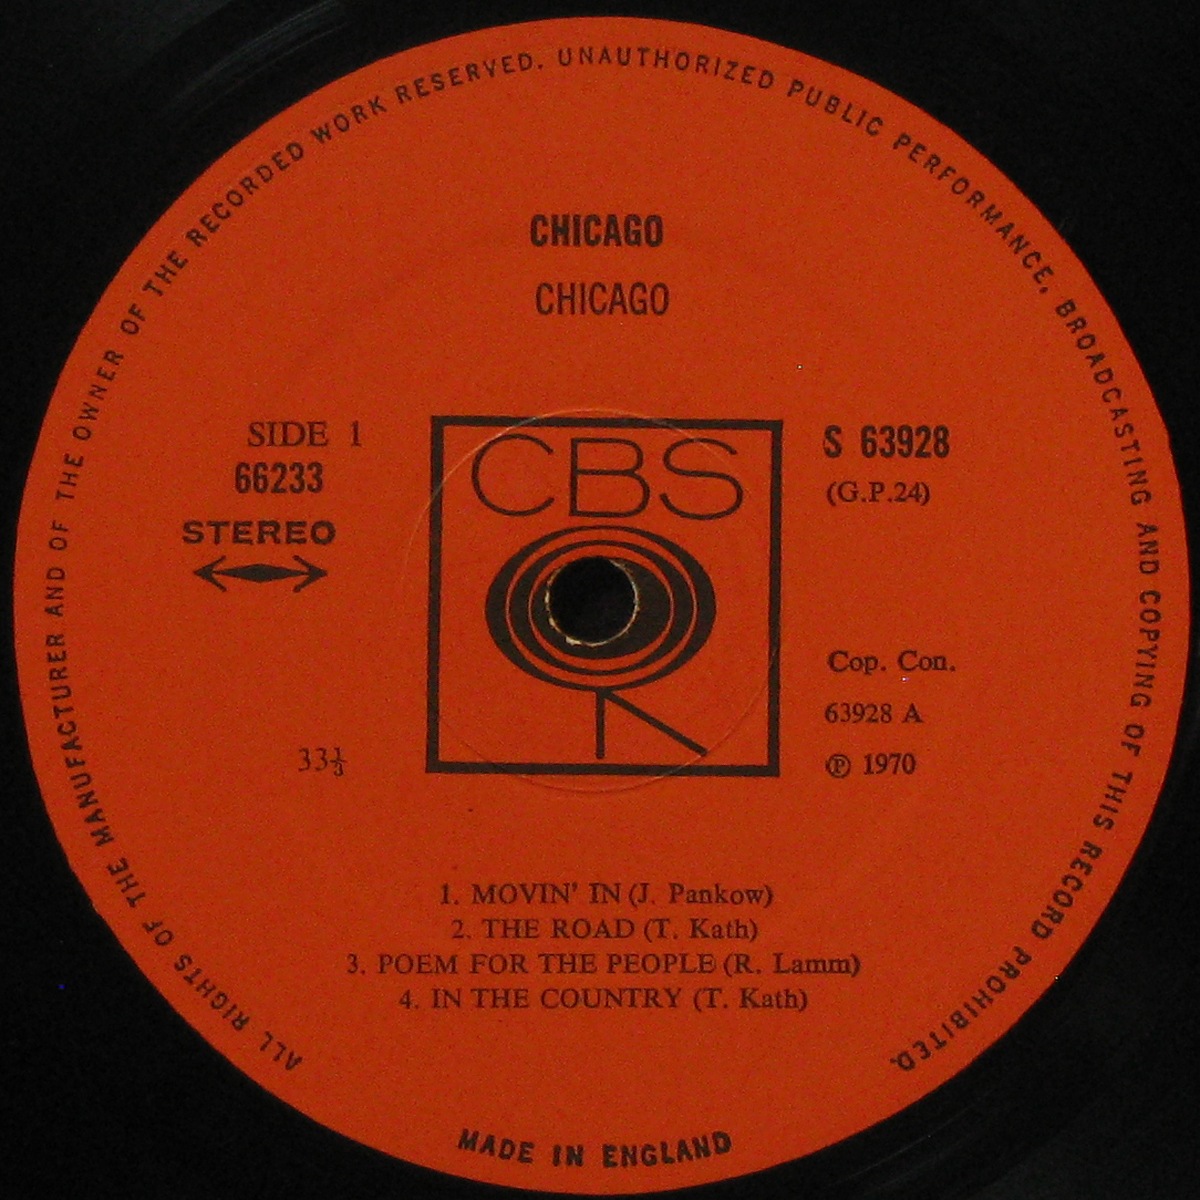 ALL RIGHTS OF THE MANUFACTURER AND OF THE OWNER OF THE RECORDED WORK RESERVED. UNAUTHORIZED PUBLIC PERFORMANCE, BROADCASTING AND COPYING OF THIS RECORD PROHIBITED.
CHICAGO
CHICAGO
SIDE 1
66233
STEREO
33⅓
CBS
S 63928
(G.P.24)
Cop. Con.
63928 A
℗ 1970
1. MOVIN' IN (J. Pankow)
2. THE ROAD (T. Kath)
3. POEM FOR THE PEOPLE (R. Lamm)
4. IN THE COUNTRY (T. Kath)
MADE IN ENGLAND